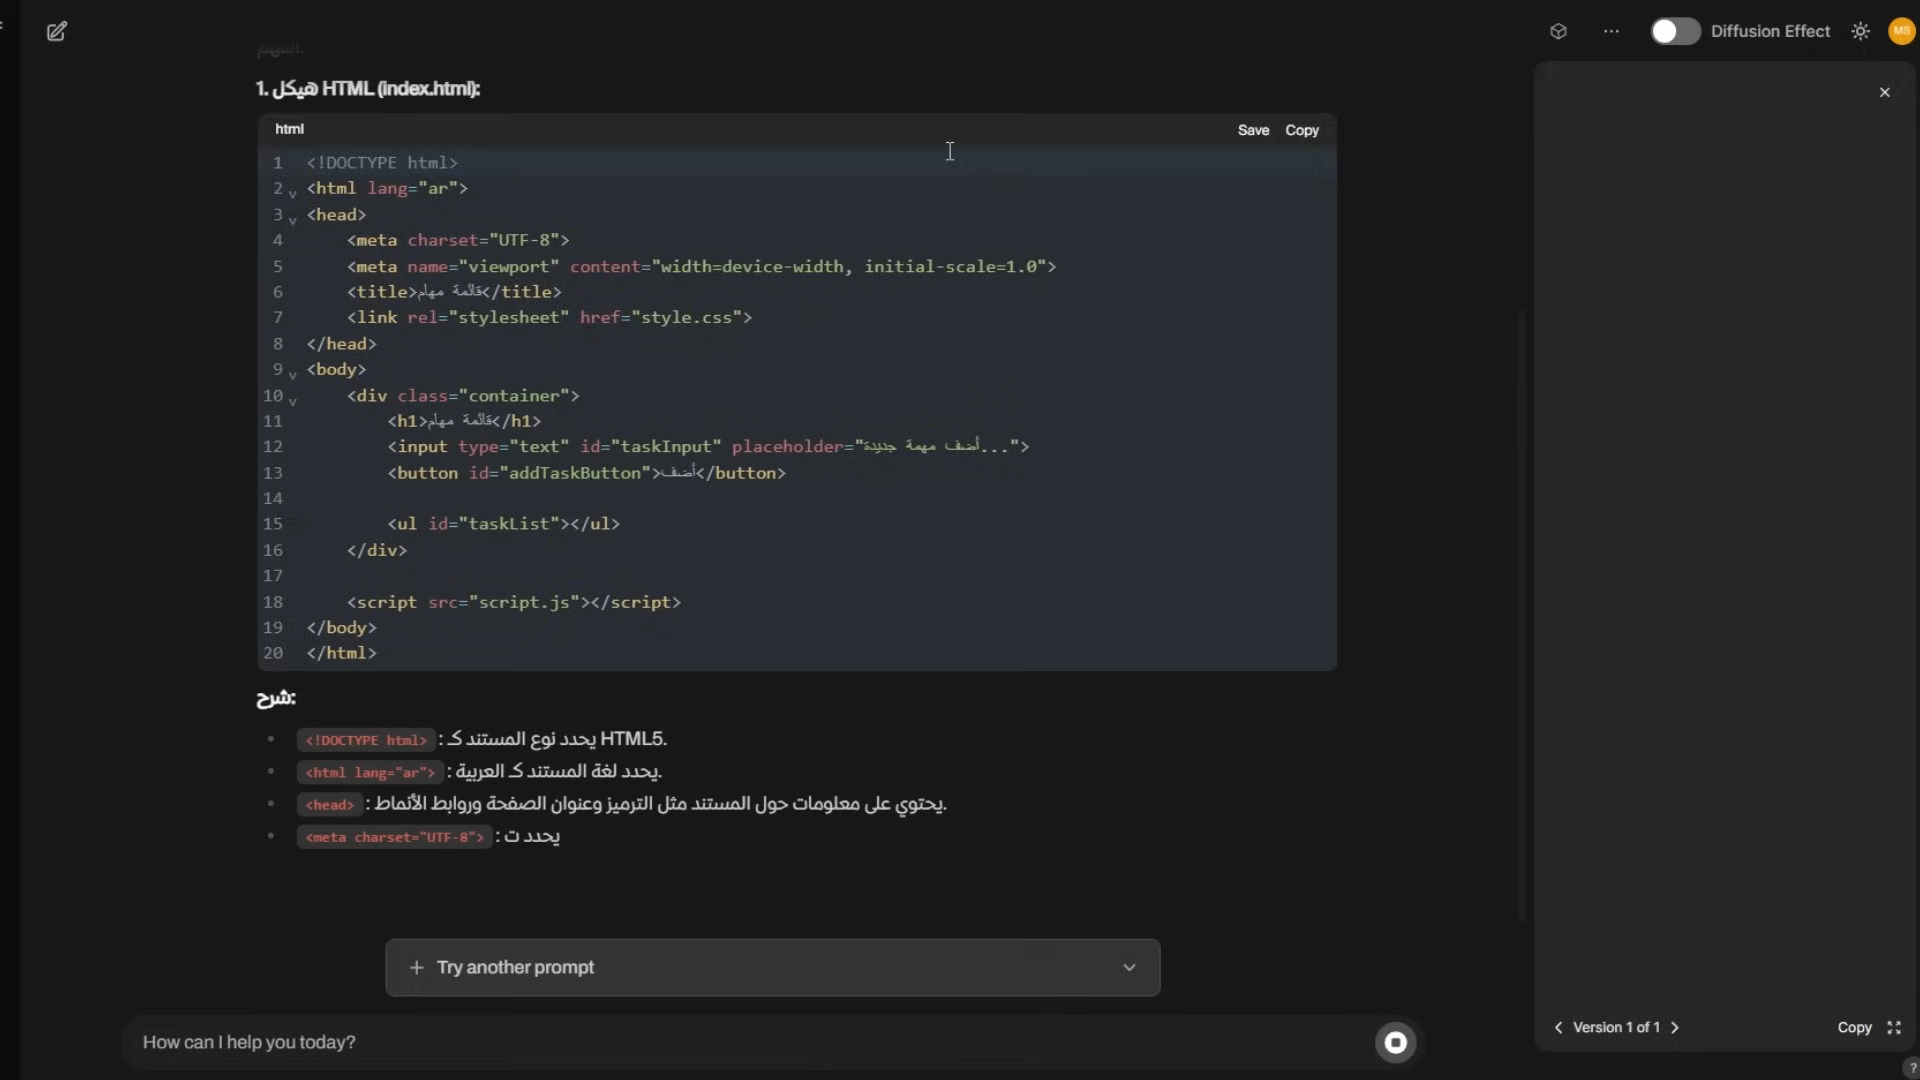 Diffusion Effect
MS
المهم.
1. هيكل HTML (index.html):
html
Save Copy
1 <!DOCTYPE html>
2 <html lang="ar">
3 <head>
4 <meta charset="UTF-8">
5 <meta name="viewport" content="width=device-width, initial-scale=1.0">
6 <title>قائمة مهام</title>
7 <link rel="stylesheet" href="style.css">
8 </head>
9 <body>
10 <div class="container">
11 <h1>قائمة مهام</h1>
12 <input type="text" id="taskInput" placeholder="أضف مهمة جديدة...">
13 <button id="addTaskButton">أضف</button>
14
15 <ul id="taskList"></ul>
16 </div>
17
18 <script src="script.js"></script>
19 </body>
20 </html>
شرح:
<!DOCTYPE html> : يحدد نوع المستند كـ HTML5.
<html lang="ar"> : يحدد لغة المستند كـ العربية.
<head> : يحتوي على معلومات حول المستند مثل الترميز وعنوان الصفحة وروابط الأنماط.
<meta charset="UTF-8"> : يحدد ت
Try another prompt
How can I help you today?
Version 1 of 1
Copy
?